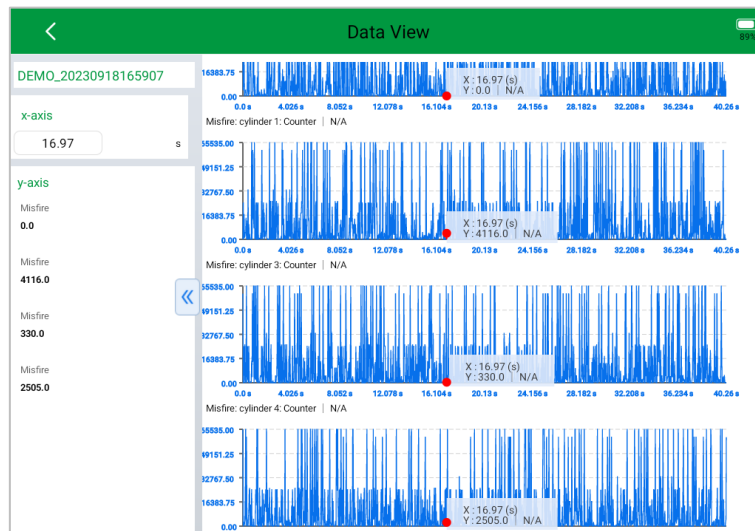 Data View
89%
DEMO_20230918165907
x-axis
16.97 s
y-axis
Misfire
0.0
Misfire
4116.0
Misfire
330.0
Misfire
2505.0
16383.75
0.00
X : 16.97 (s)
Y : 0.0 | N/A
0.0 s 4.026 s 8.052 s 12.078 s 16.104 s 20.13 s 24.156 s 28.182 s 32.208 s 36.234 s 40.26 s
Misfire: cylinder 1: Counter | N/A
65535.00
49151.25
32767.50
16383.75
0.00
X : 16.97 (s)
Y : 4116.0 | N/A
0.0 s 4.026 s 8.052 s 12.078 s 16.104 s 20.13 s 24.156 s 28.182 s 32.208 s 36.234 s 40.26 s
Misfire: cylinder 3: Counter | N/A
65535.00
49151.25
32767.50
16383.75
0.00
X : 16.97 (s)
Y : 330.0 | N/A
0.0 s 4.026 s 8.052 s 12.078 s 16.104 s 20.13 s 24.156 s 28.182 s 32.208 s 36.234 s 40.26 s
Misfire: cylinder 4: Counter | N/A
65535.00
49151.25
32767.50
16383.75
0.00
X : 16.97 (s)
Y : 2505.0 | N/A